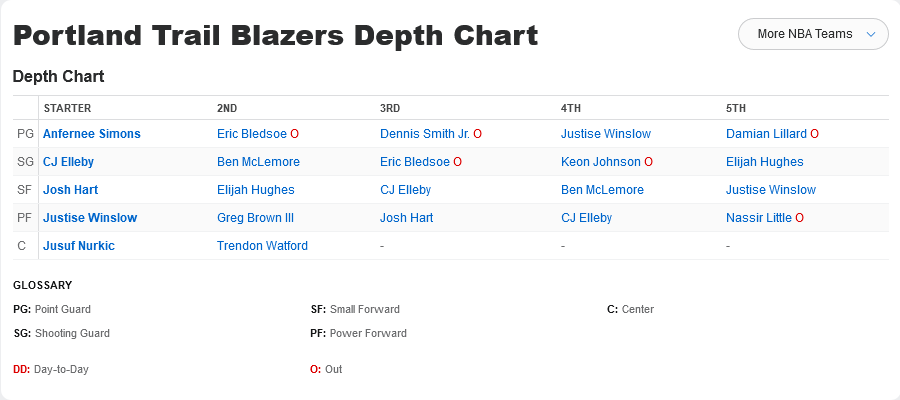 Portland Trail Blazers Depth Chart
More NBA Teams
Depth Chart
STARTER 2ND 3RD 4TH 5TH
PG Anfernee Simons Eric Bledsoe O Dennis Smith Jr. O Justise Winslow Damian Lillard O
SG CJ Elleby Ben McLemore Eric Bledsoe O Keon Johnson O Elijah Hughes
SF Josh Hart Elijah Hughes CJ Elleby Ben McLemore Justise Winslow
PF Justise Winslow Greg Brown III Josh Hart CJ Elleby Nassir Little O
C Jusuf Nurkic Trendon Watford - - -
GLOSSARY
PG: Point Guard SF: Small Forward C: Center
SG: Shooting Guard PF: Power Forward
DD: Day-to-Day O: Out